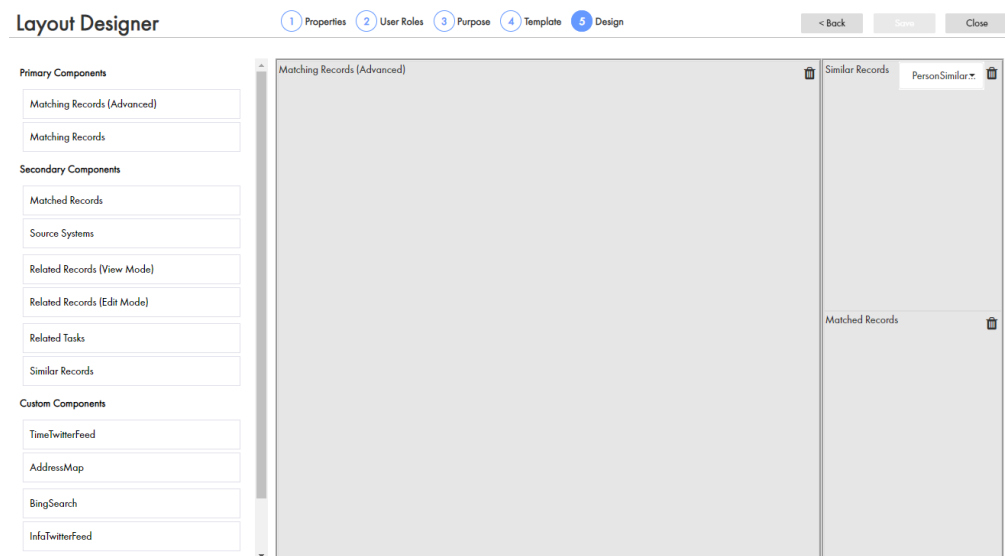 Layout Designer
1 Properties 2 User Roles 3 Purpose 4 Template 5 Design
< Back Save Close
Primary Components
Matching Records (Advanced)
Matching Records
Secondary Components
Matched Records
Source Systems
Related Records (View Mode)
Related Records (Edit Mode)
Related Tasks
Similar Records
Custom Components
TimeTwitterFeed
AddressMap
BingSearch
InfaTwitterFeed
Matching Records (Advanced)
Similar Records PersonSimilar...
Matched Records